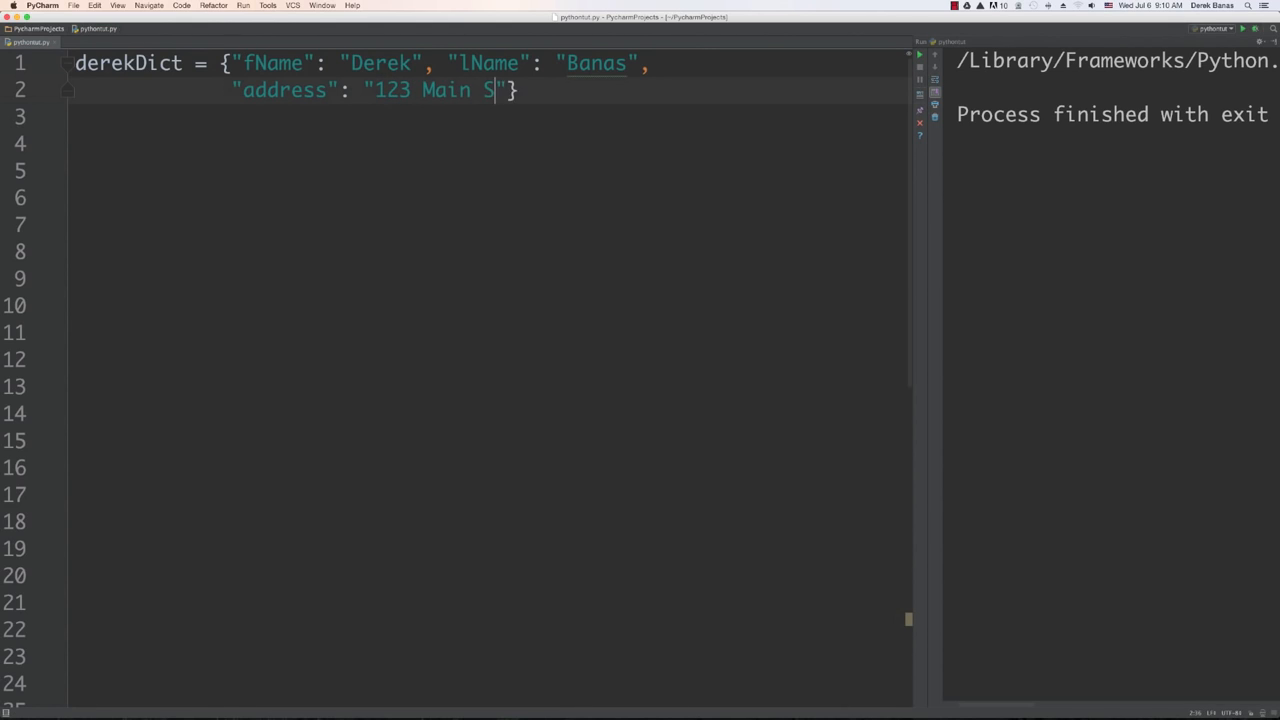 PyCharm File Edit View Navigate Code Refactor Run Tools VCS Window Help 10 Wed Jul 6 9:10 AM Derek Banas
pythontut.py - PycharmProjects - [~/PycharmProjects]
PycharmProjects pythontut.py pythontut
pythontut.py Run: pythontut
1 derekDict = {"fName": "Derek", "lName": "Banas",
2 "address": "123 Main S"}
3
4
5
6
7
8
9
10
11
12
13
14
15
16
17
18
19
20
21
22
23
24
/Library/Frameworks/Python.
Process finished with exit
2:36 LF≑ UTF-8